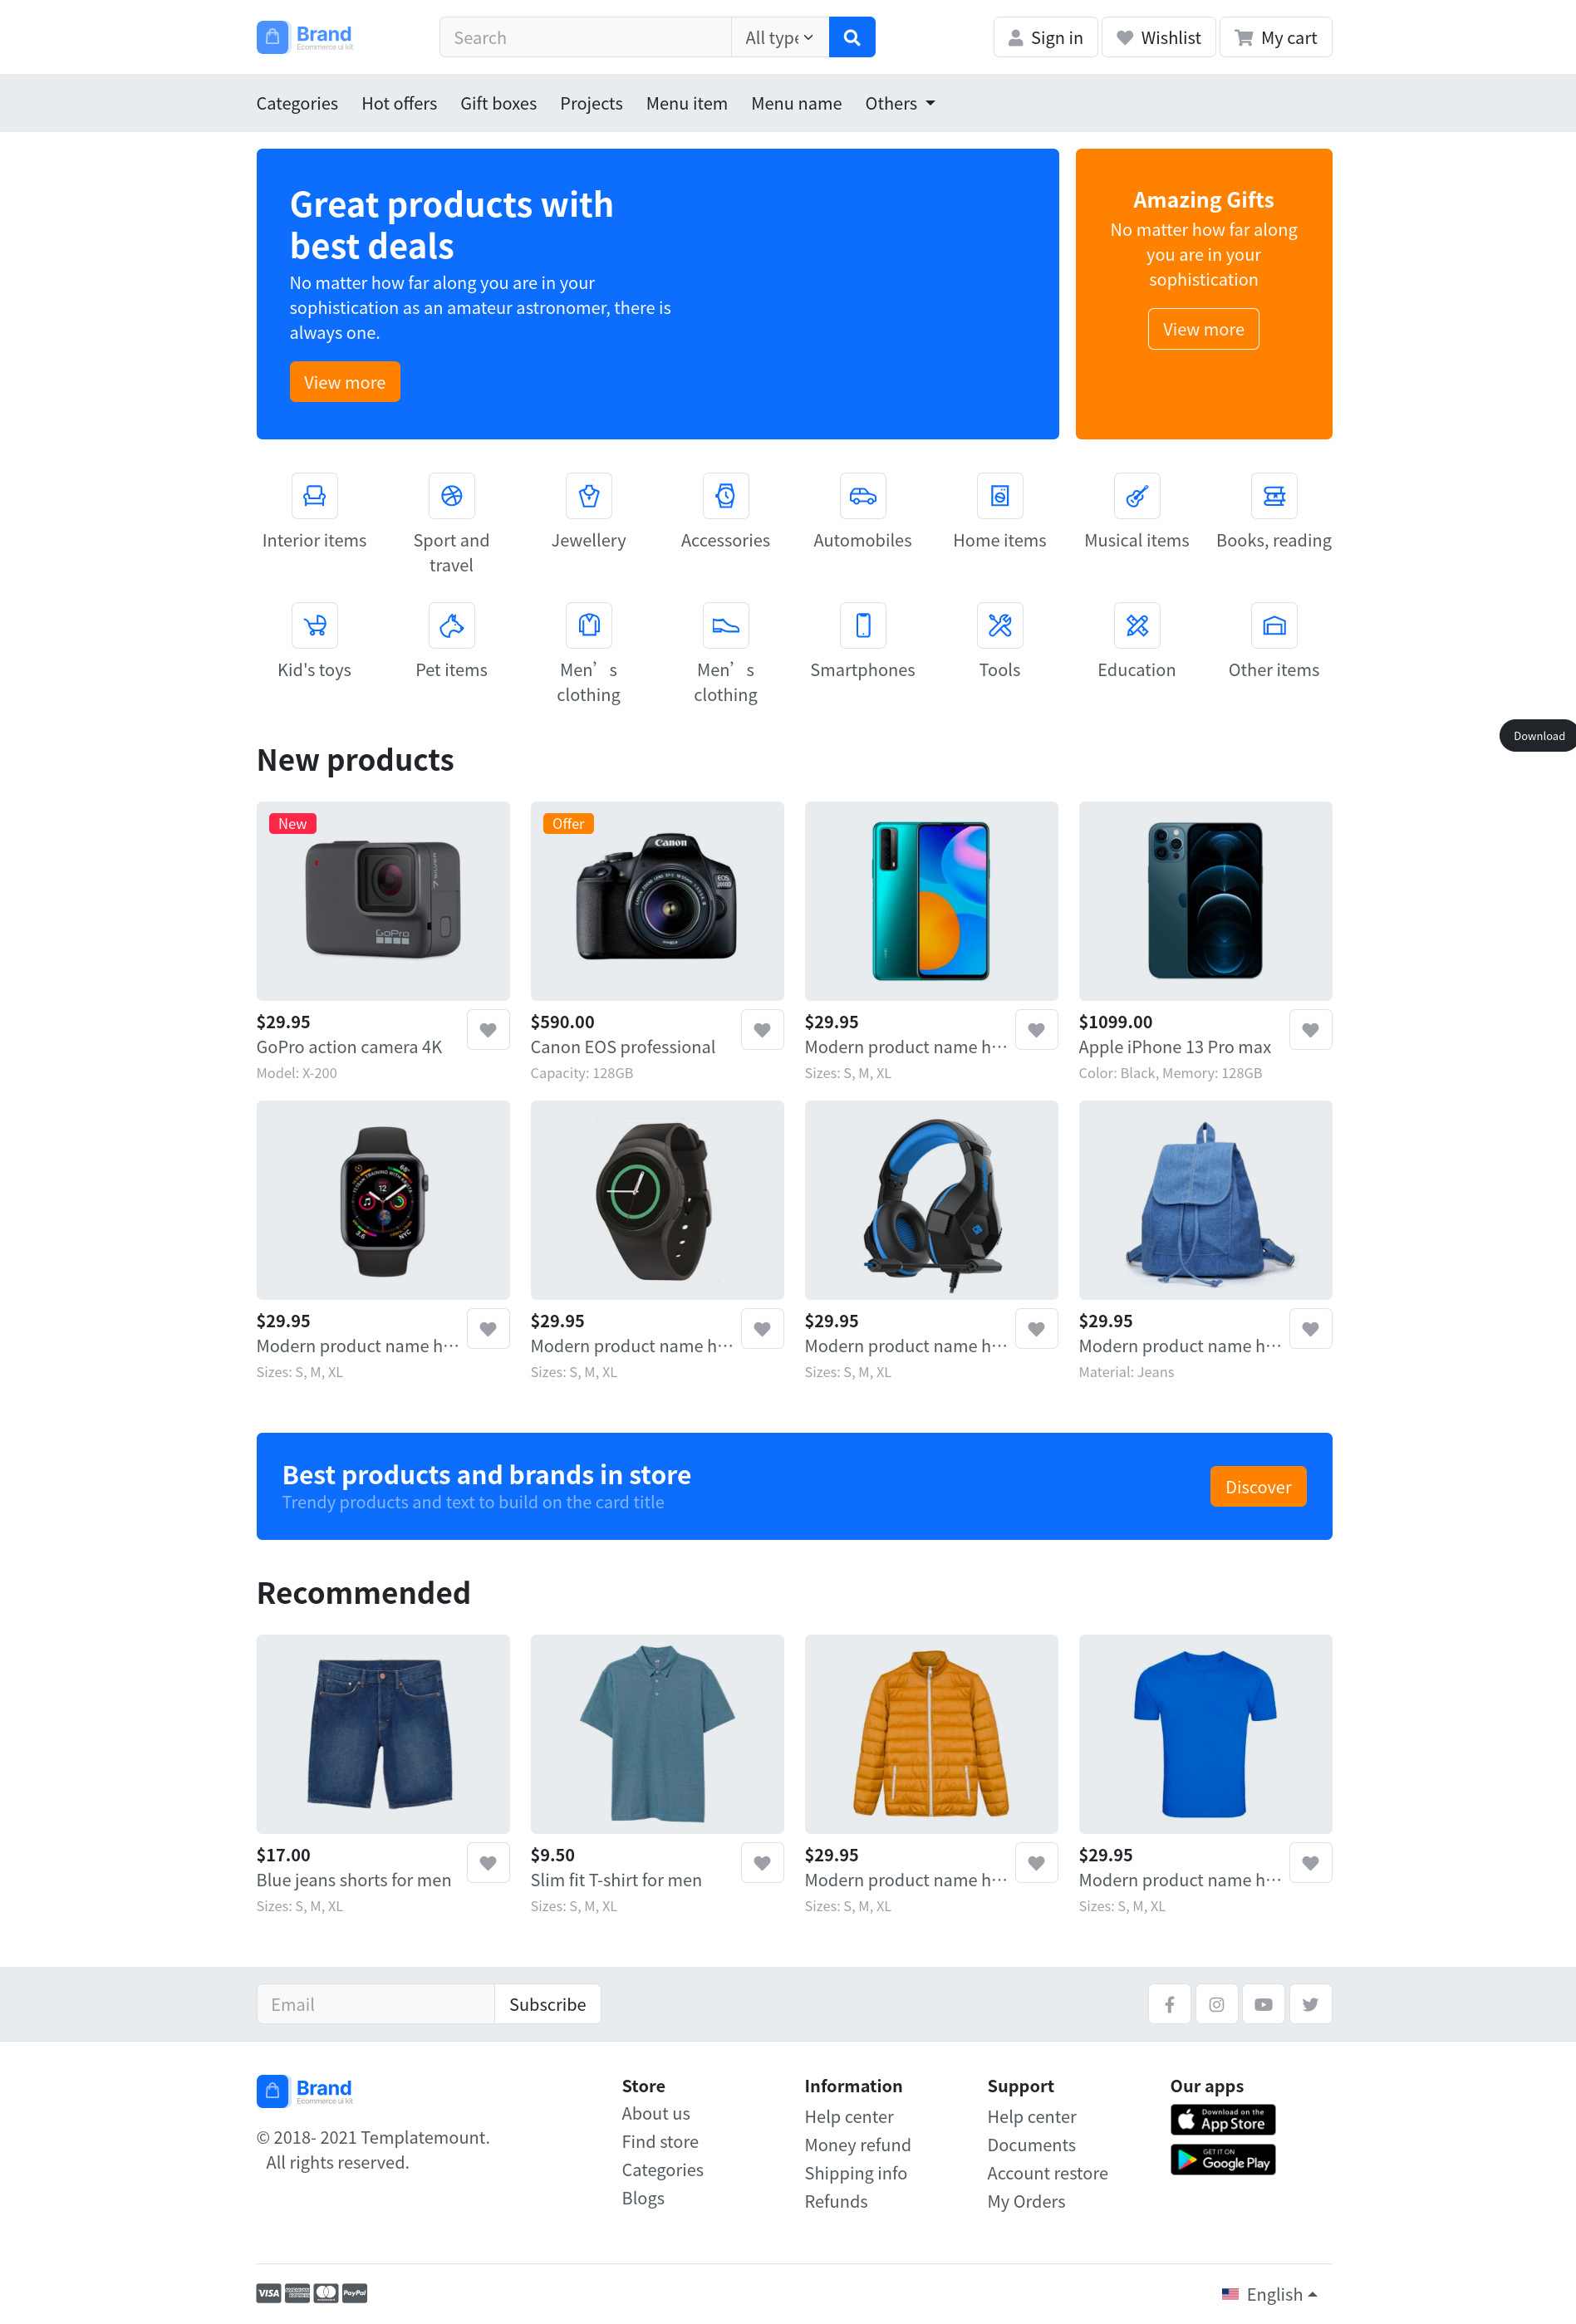 Brand
Ecommerce ui kit
Search
All type
Sign in
Wishlist
My cart
Categories
Hot offers
Gift boxes
Projects
Menu item
Menu name
Others
Great products with
best deals
No matter how far along you are in your
sophistication as an amateur astronomer, there is
always one.
View more
Amazing Gifts
No matter how far along
you are in your
sophistication
View more
Interior items
Sport and
travel
Jewellery
Accessories
Automobiles
Home items
Musical items
Books, reading
Kid's toys
Pet items
Men’s
clothing
Men’s
clothing
Smartphones
Tools
Education
Other items
Download
New products
New
GoPro
7 SILVER
Offer
Canon
EOS
2000D
$29.95
GoPro action camera 4K
Model: X-200
$590.00
Canon EOS professional
Capacity: 128GB
$29.95
Modern product name h…
Sizes: S, M, XL
$1099.00
Apple iPhone 13 Pro max
Color: Black, Memory: 128GB
68°
12
3.6
NYC
$29.95
Modern product name h…
Sizes: S, M, XL
$29.95
Modern product name h…
Sizes: S, M, XL
$29.95
Modern product name h…
Sizes: S, M, XL
$29.95
Modern product name h…
Material: Jeans
Best products and brands in store
Trendy products and text to build on the card title
Discover
Recommended
$17.00
Blue jeans shorts for men
Sizes: S, M, XL
$9.50
Slim fit T-shirt for men
Sizes: S, M, XL
$29.95
Modern product name h…
Sizes: S, M, XL
$29.95
Modern product name h…
Sizes: S, M, XL
Email
Subscribe
Brand
Ecommerce ui kit
© 2018- 2021 Templatemount.
All rights reserved.
Store
About us
Find store
Categories
Blogs
Information
Help center
Money refund
Shipping info
Refunds
Support
Help center
Documents
Account restore
My Orders
Our apps
Download on the
App Store
GET IT ON
Google Play
VISA
AMERICAN EXPRESS
PayPal
English